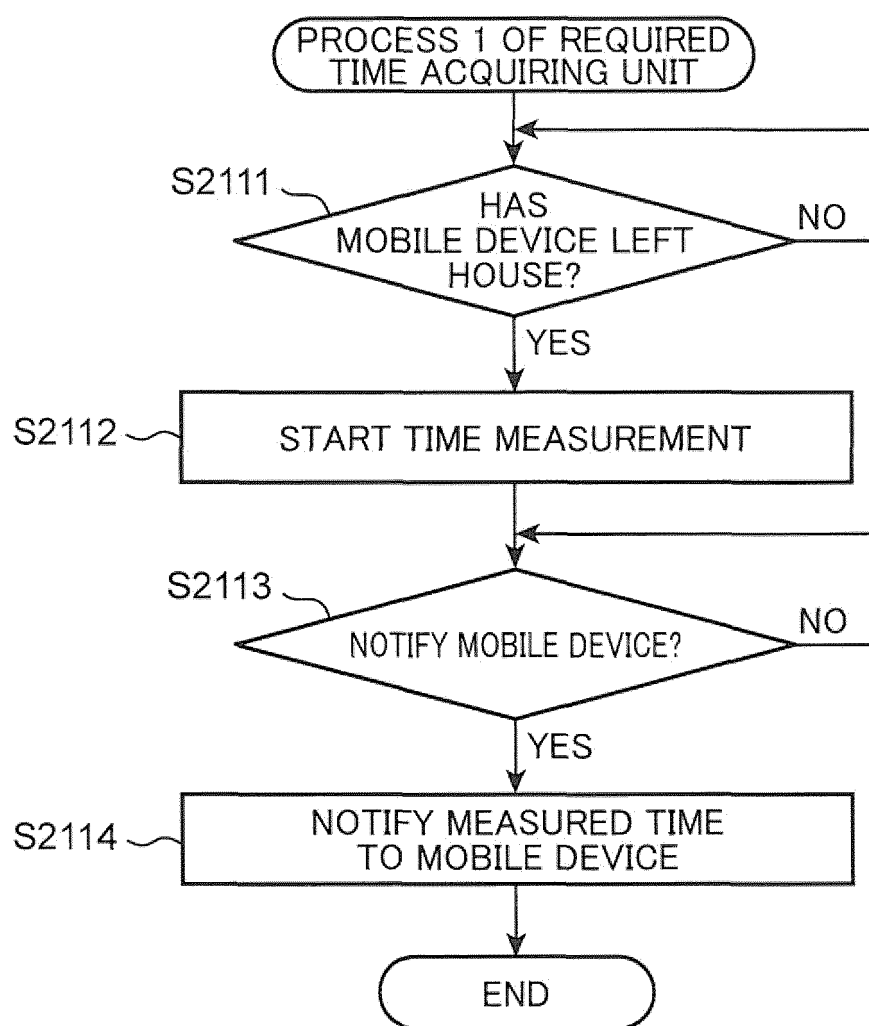 PROCESS 1 OF REQUIRED
TIME ACQUIRING UNIT
S2111
HAS
MOBILE DEVICE LEFT
HOUSE?
NO
YES
S2112
START TIME MEASUREMENT
S2113
NOTIFY MOBILE DEVICE?
NO
YES
S2114
NOTIFY MEASURED TIME
TO MOBILE DEVICE
END